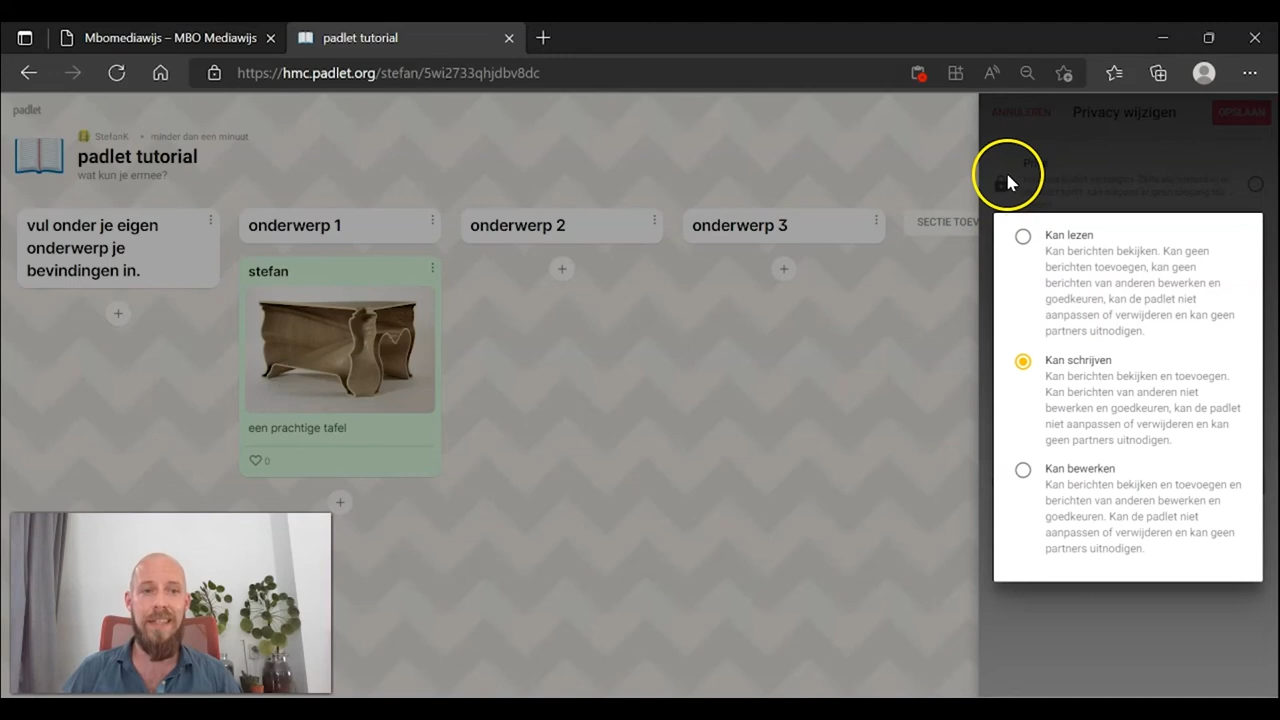 Mbomediawijs – MBO Mediawijs
padlet tutorial
https://hmc.padlet.org/stefan/5wi2733qhjdbv8dc
padlet
StefanK • minder dan een minuut
padlet tutorial
wat kun je ermee?
vul onder je eigen
onderwerp je
bevindingen in.
onderwerp 1
stefan
een prachtige tafel
0
onderwerp 2
onderwerp 3
SECTIE TOEV
ANNULEREN
Privacy wijzigen
OPSLAAN
Kan lezen
Kan berichten bekijken. Kan geen
berichten toevoegen, kan geen
berichten van anderen bewerken en
goedkeuren, kan de padlet niet
aanpassen of verwijderen en kan geen
partners uitnodigen.
Kan schrijven
Kan berichten bekijken en toevoegen.
Kan berichten van anderen niet
bewerken en goedkeuren, kan de padlet
niet aanpassen of verwijderen en kan
geen partners uitnodigen.
Kan bewerken
Kan berichten bekijken en toevoegen en
berichten van anderen bewerken en
goedkeuren. Kan de padlet niet
aanpassen of verwijderen en kan geen
partners uitnodigen.